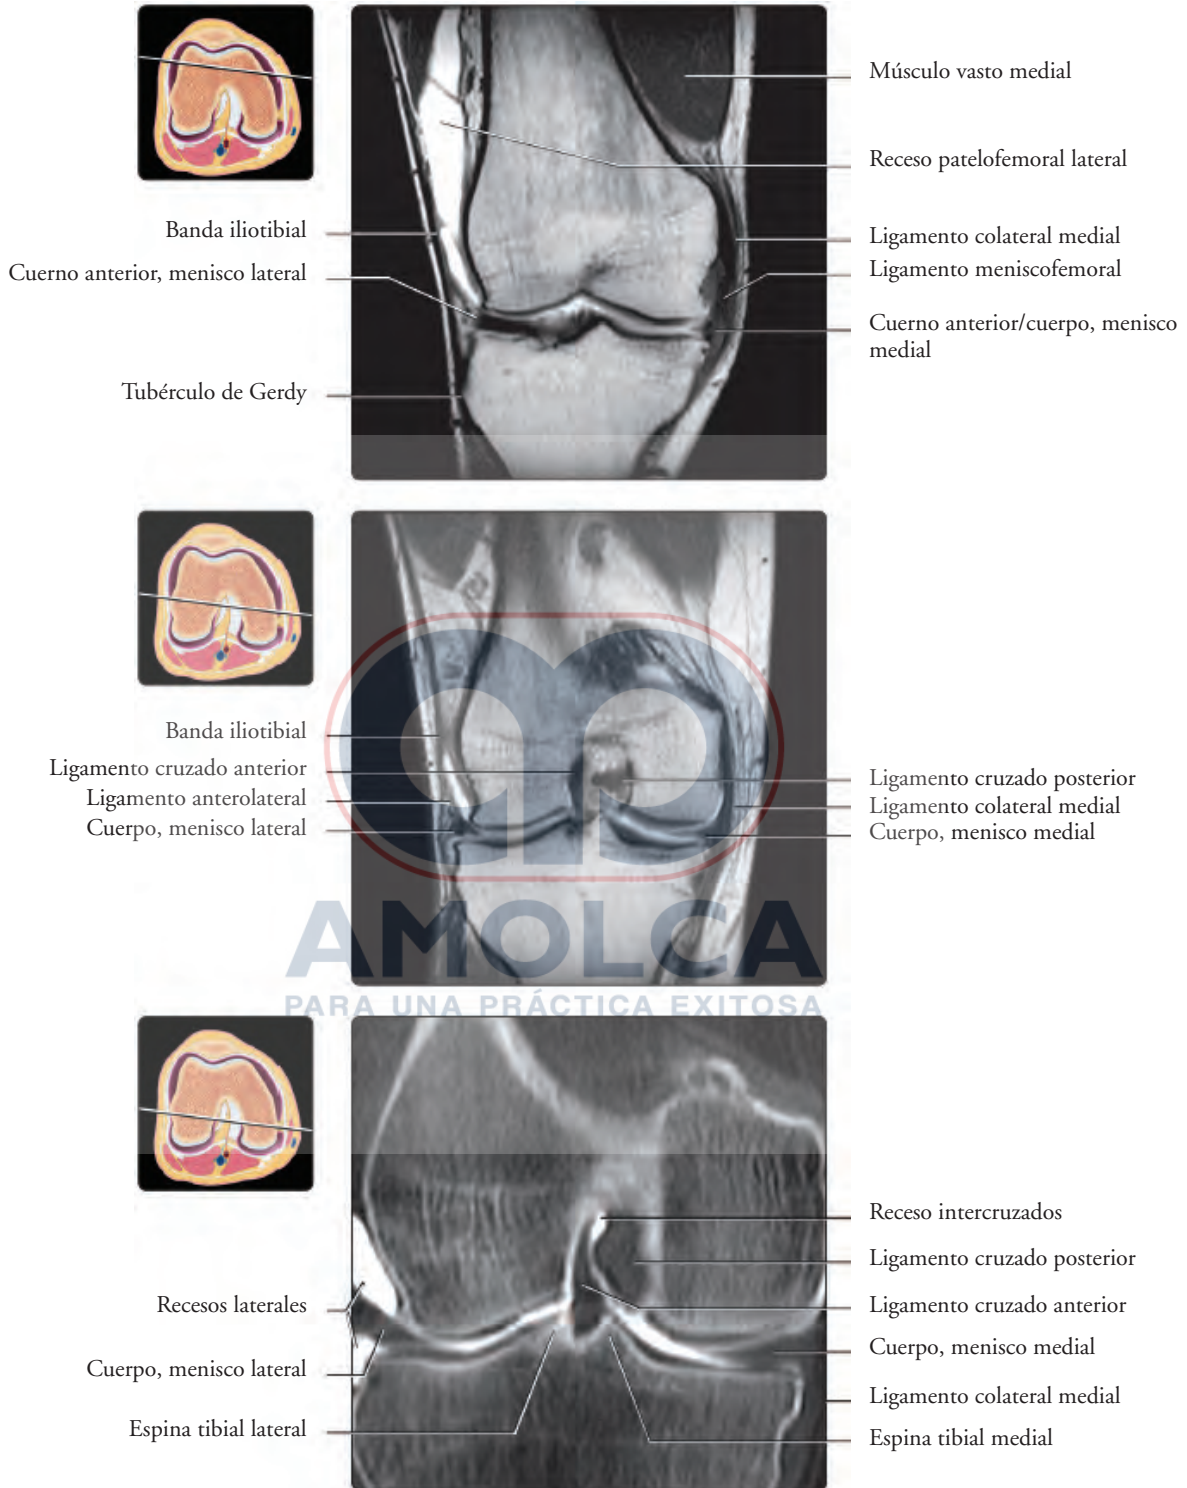 Músculo vasto medial
Receso patelofemoral lateral
Banda iliotibial
Ligamento colateral medial
Cuerno anterior, menisco lateral
Ligamento meniscofemoral
Cuerno anterior/cuerpo, menisco
medial
Tubérculo de Gerdy
Banda iliotibial
Ligamento cruzado anterior
Ligamento cruzado posterior
Ligamento anterolateral
Ligamento colateral medial
Cuerpo, menisco lateral
Cuerpo, menisco medial
AMOLCA
PARA UNA PRÁCTICA EXITOSA
Receso intercruzados
Ligamento cruzado posterior
Recesos laterales
Ligamento cruzado anterior
Cuerpo, menisco medial
Cuerpo, menisco lateral
Ligamento colateral medial
Espina tibial lateral
Espina tibial medial